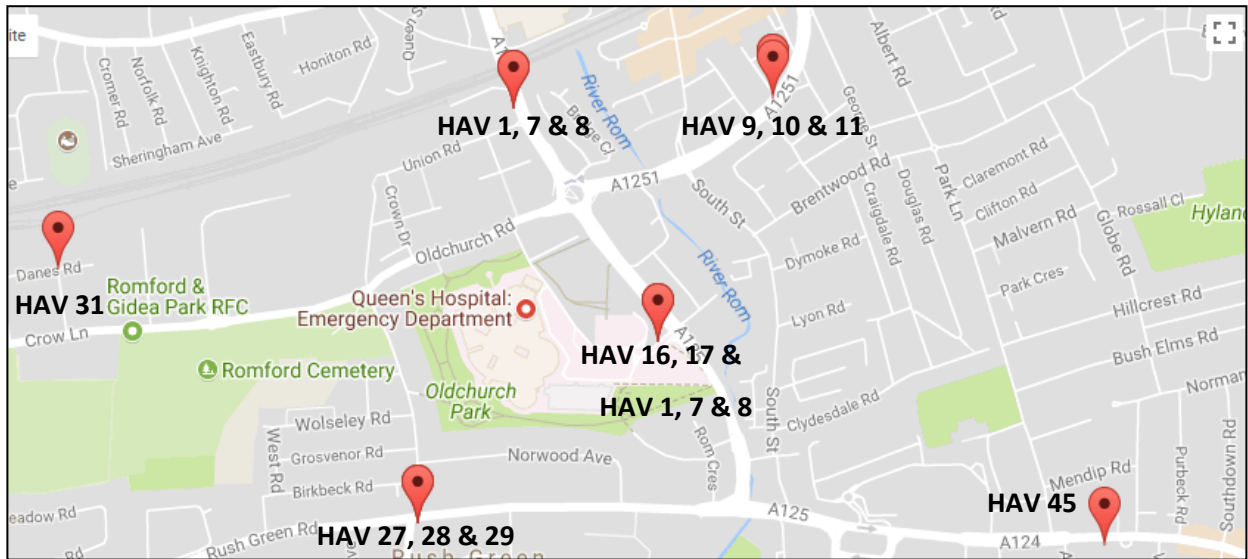 ite
Cromer Rd
Norfolk Rd
Knighton Rd
Eastbury Rd
Honiton Rd
Sheringham Ave
Union Rd
Crown Dr
Bridge Cl
River Rom
HAV 1, 7 & 8
HAV 9, 10 & 11
A1251
A1251
George St
Albert Rd
South St
Brentwood Rd
Craigdale Rd
Douglas Rd
Park Ln
Claremont Rd
Clifton Rd
Malvern Rd
Globe Rd
Rossall Cl
Oldchurch Rd
Danes Rd
HAV 31
Romford &
Gidea Park RFC
Crow Ln
Queen's Hospital:
Emergency Department
River Rom
Dymoke Rd
Lyon Rd
Park Cres
Hillcrest Rd
Bush Elms Rd
HAV 16, 17 &
HAV 1, 7 & 8
Romford Cemetery
Oldchurch
Park
Wolseley Rd
Grosvenor Rd
Birkbeck Rd
West Rd
Norwood Ave
Rom Cres
South St
Clydesdale Rd
Mendip Rd
Purbeck Rd
Southdown Rd
HAV 45
Rush Green Rd
HAV 27, 28 & 29
Rush Green
A125
A124